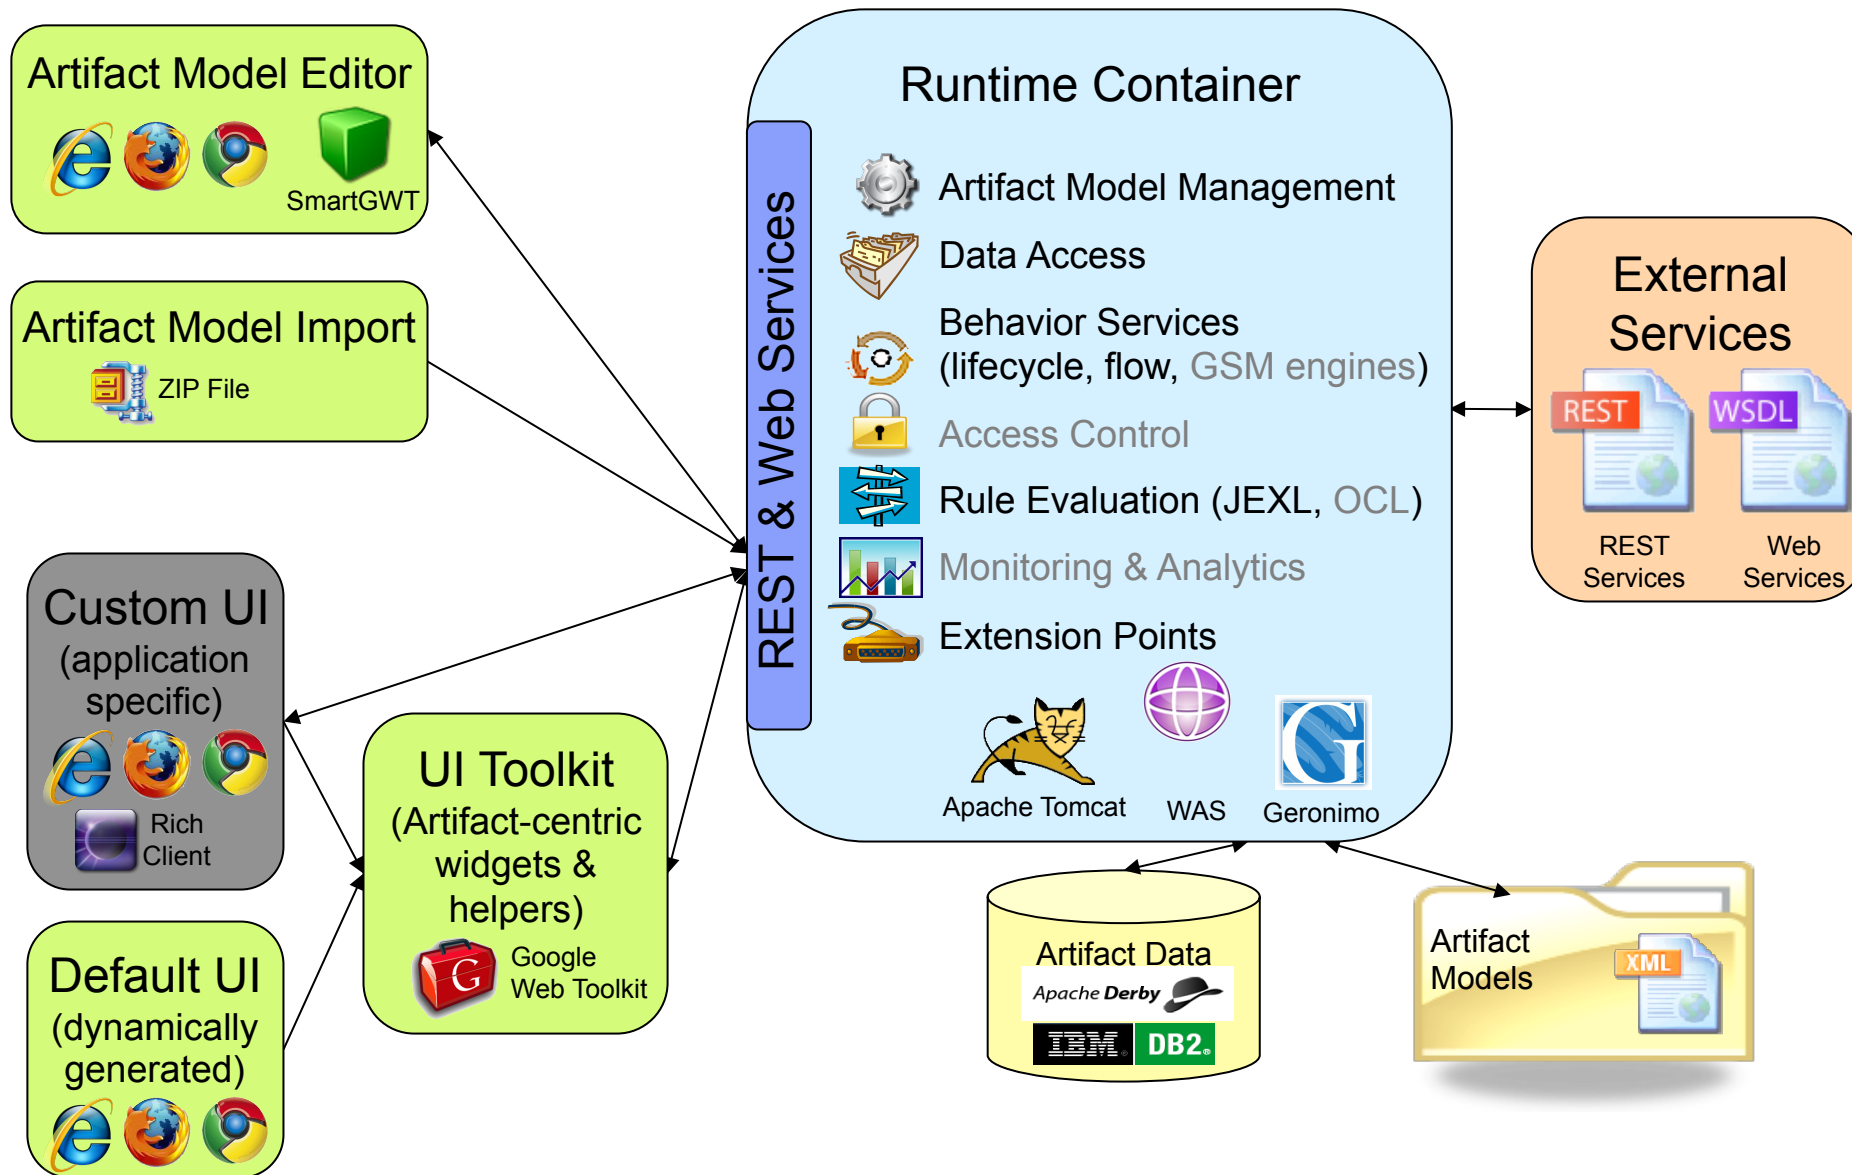 Artifact Model Editor
SmartGWT
Artifact Model Import
ZIP File
Custom UI
(application
specific)
Rich
Client
Default UI
(dynamically
generated)
UI Toolkit
(Artifact-centric
widgets &
helpers)
G
Google
Web Toolkit
Runtime Container
REST & Web Services
Artifact Model Management
Data Access
Behavior Services
(lifecycle, flow, GSM engines)
Access Control
Rule Evaluation (JEXL, OCL)
Monitoring & Analytics
Extension Points
Apache Tomcat
WAS
G
Geronimo
External
Services
REST
WSDL
REST
Services
Web
Services
Artifact Data
Apache Derby
IBM® DB2®
Artifact
Models
XML